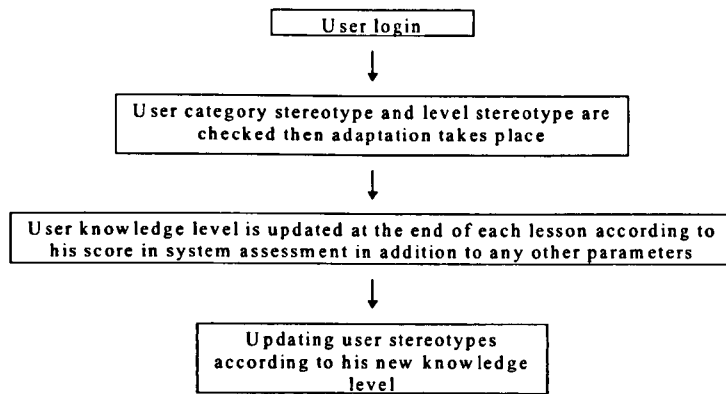 User login
User category stereotype and level stereotype are
checked then adaptation takes place
User knowledge level is updated at the end of each lesson according to
his score in system assessment in addition to any other parameters
Updating user stereotypes
according to his new knowledge
level